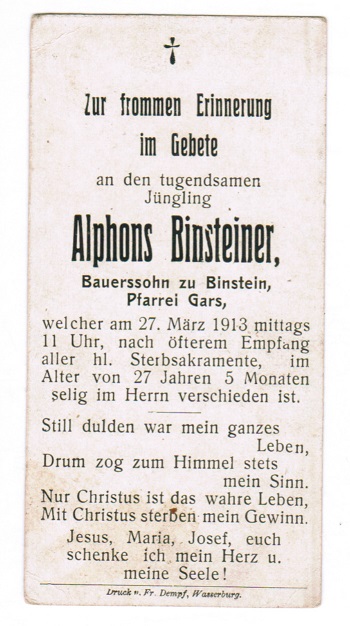 Zur frommen Erinnerung
im Gebete
an den tugendsamen
Jüngling
Alphons Binsteiner,
Bauerssohn zu Binstein,
Pfarrei Gars,
welcher am 27. März 1913 mittags
11 Uhr, nach öfterem Empfang
aller hl. Sterbsakramente, im
Alter von 27 Jahren 5 Monaten
selig im Herrn verschieden ist.
Still dulden war mein ganzes
Leben,
Drum zog zum Himmel stets
mein Sinn.
Nur Christus ist das wahre Leben,
Mit Christus sterben mein Gewinn.
Jesus, Maria, Josef, euch
schenke ich mein Herz u.
meine Seele!
Druck v. Fr. Dempf, Wasserburg.